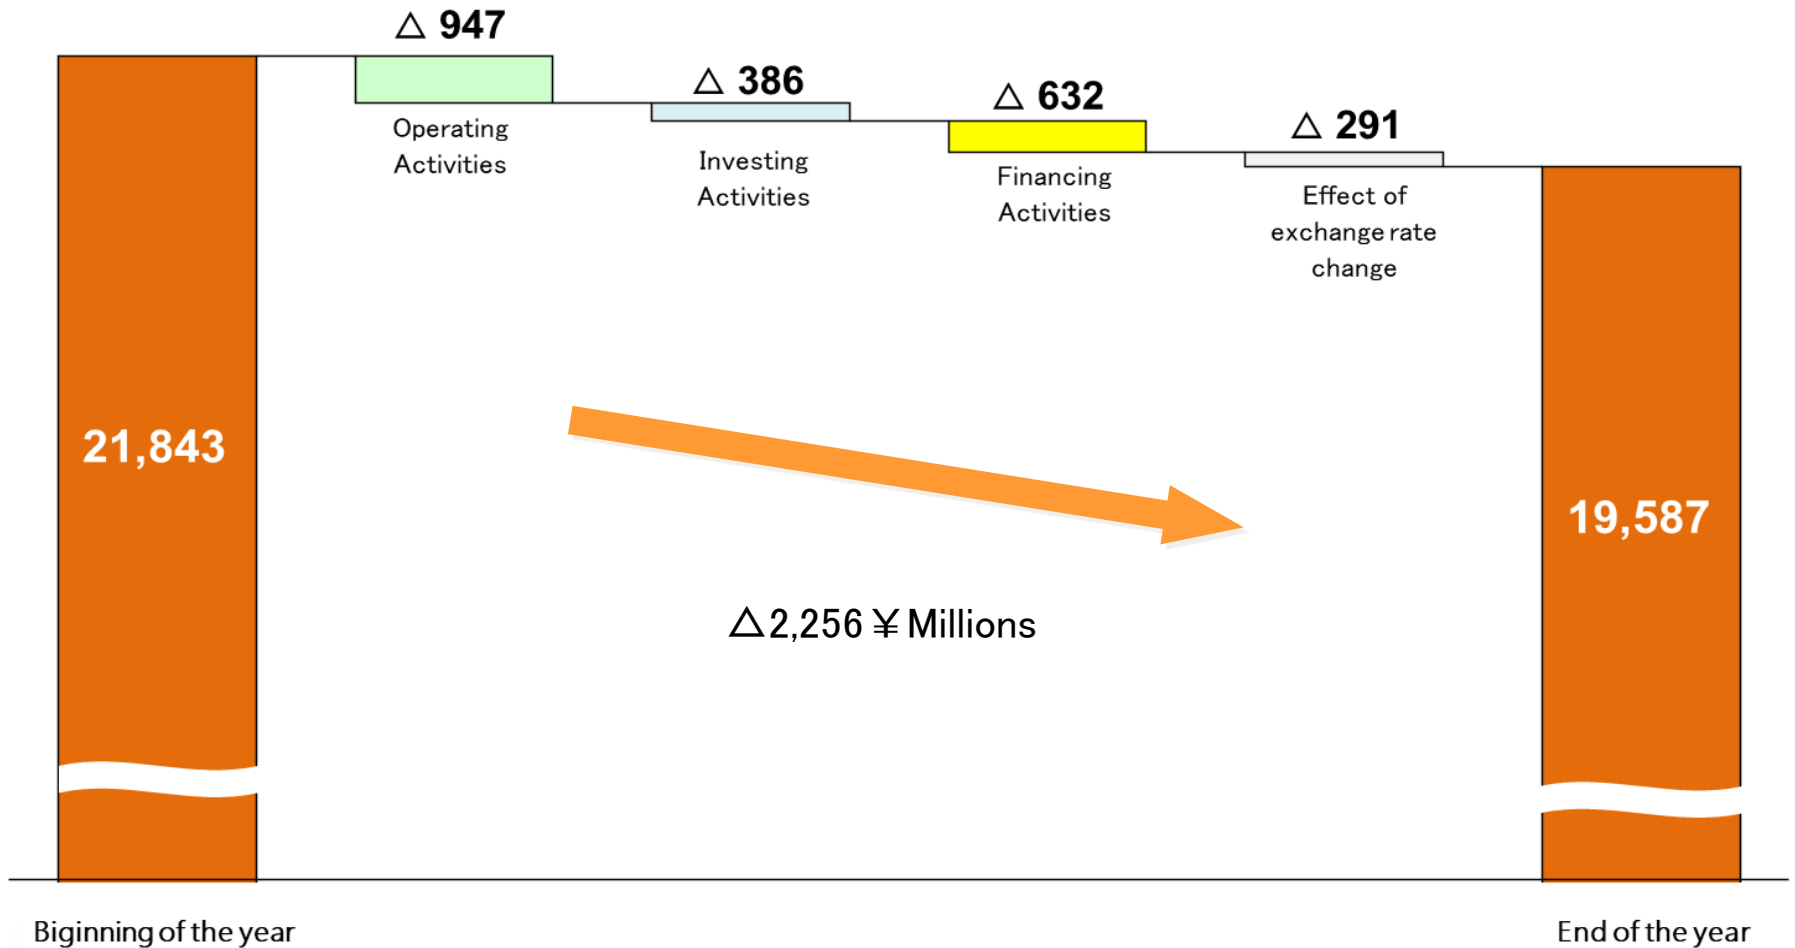 △ 947
Operating
Activities
△ 386
Investing
Activities
△ 632
Financing
Activities
△ 291
Effect of
exchange rate
change
21,843
19,587
△2,256￥Millions
Biginning of the year
End of the year